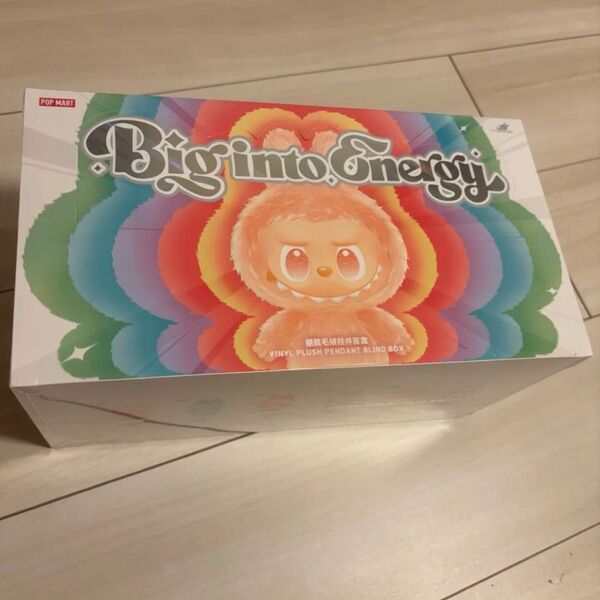 POP MART
Big into Energy
搪胶毛绒挂件盲盒
VINYL PLUSH PENDANT BLIND BOX